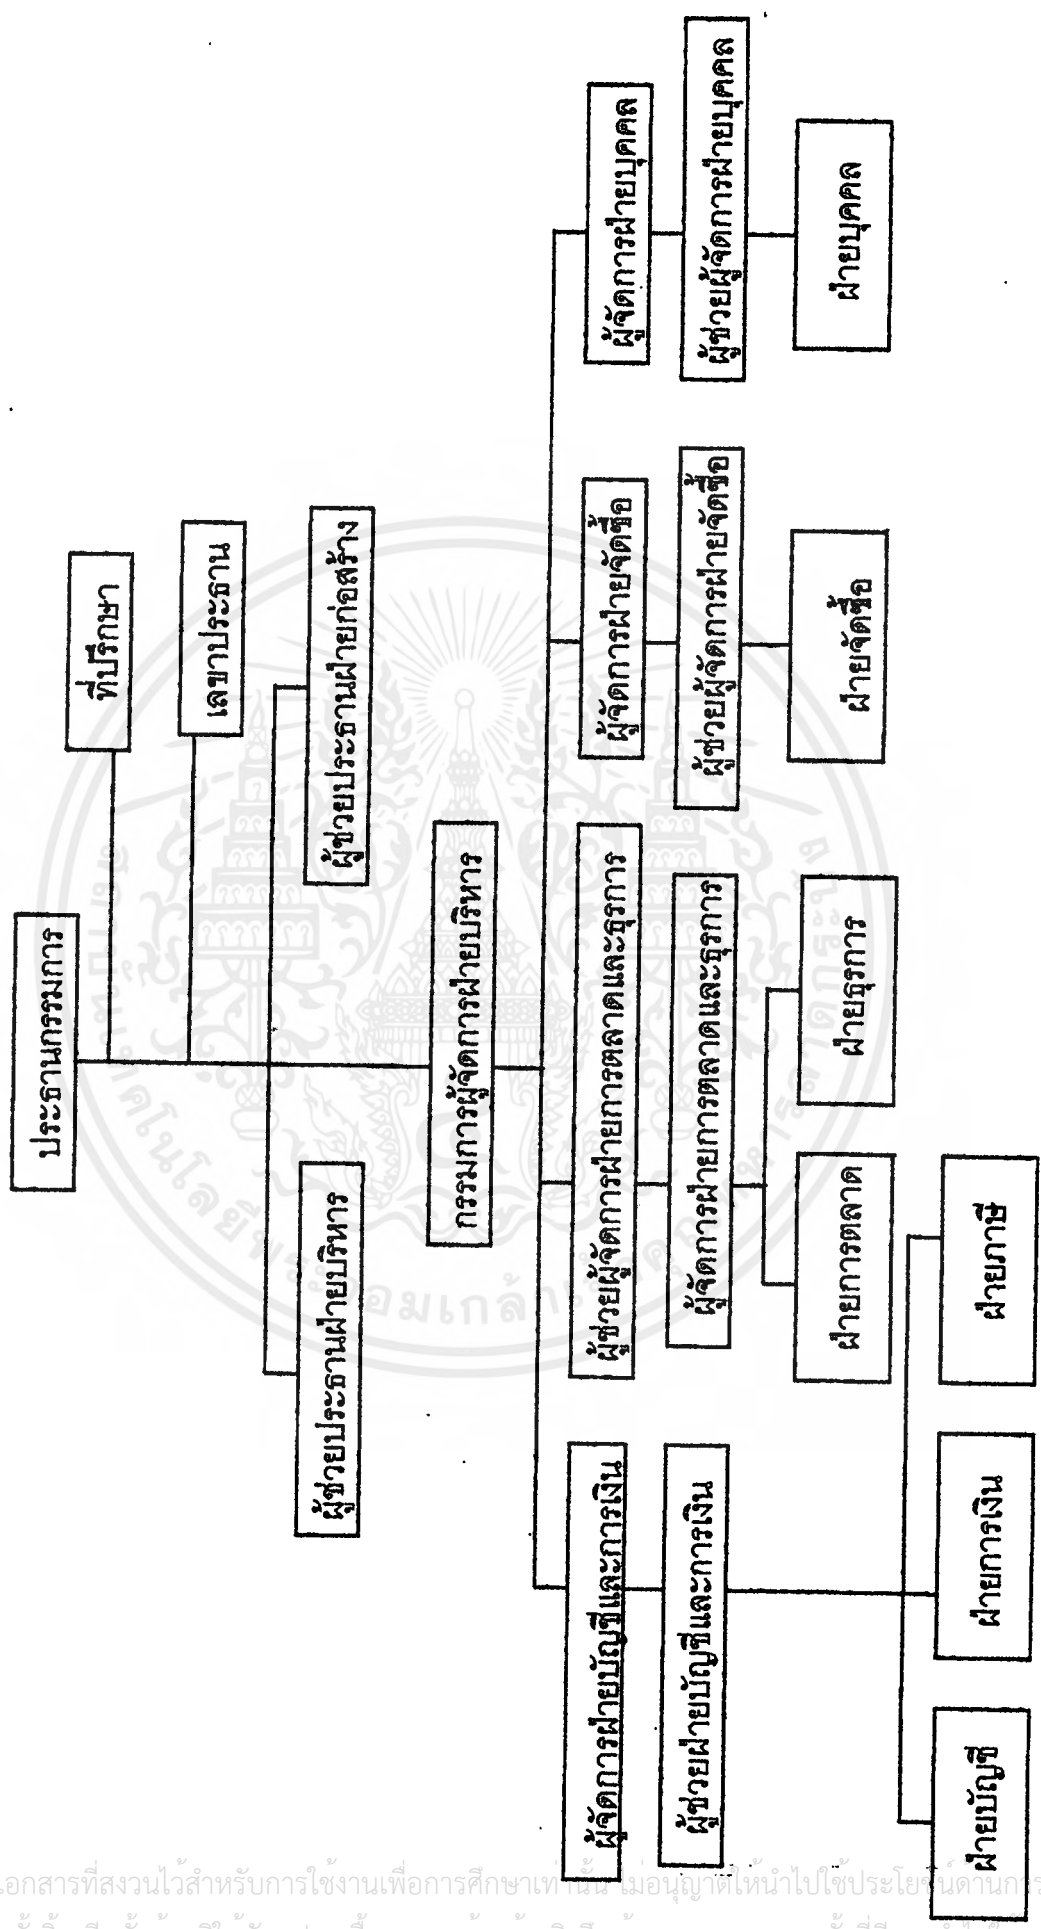 ประธานกรรมการ
ที่ปรึกษา
เลขาประธาน
ผู้ช่วยประธานฝ่ายบริหาร
ผู้ช่วยประธานฝ่ายก่อสร้าง
กรรมการผู้จัดการฝ่ายบริหาร
ผู้จัดการฝ่ายบัญชีและการเงิน
ผู้ช่วยผู้จัดการฝ่ายการตลาดและธุรการ
ผู้จัดการฝ่ายจัดซื้อ
ผู้จัดการฝ่ายบุคคล
ผู้ช่วยฝ่ายบัญชีและการเงิน
ผู้จัดการฝ่ายการตลาดและธุรการ
ผู้ช่วยผู้จัดการฝ่ายจัดซื้อ
ผู้ช่วยผู้จัดการฝ่ายบุคคล
ฝ่ายการตลาด
ฝ่ายธุรการ
ฝ่ายจัดซื้อ
ฝ่ายบุคคล
ฝ่ายบัญชี
ฝ่ายการเงิน
ฝ่ายภาษี
เอกสารที่สงวนไว้สำหรับการใช้งานเพื่อการศึกษาเท่านั้น ไม่อนุญาตให้นำไปใช้ประโยชน์ด้านการ